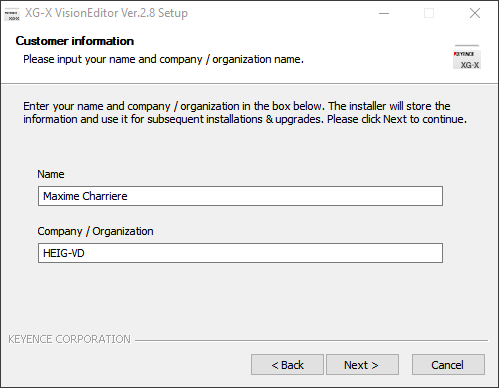 XG-X VisionEditor Ver.2.8 Setup
Customer information
Please input your name and company / organization name.
KEYENCE
XG-X
Enter your name and company / organization in the box below. The installer will store the
information and use it for subsequent installations & upgrades. Please click Next to continue.
Name
Maxime Charriere
Company / Organization
HEIG-VD
KEYENCE CORPORATION
< Back
Next >
Cancel